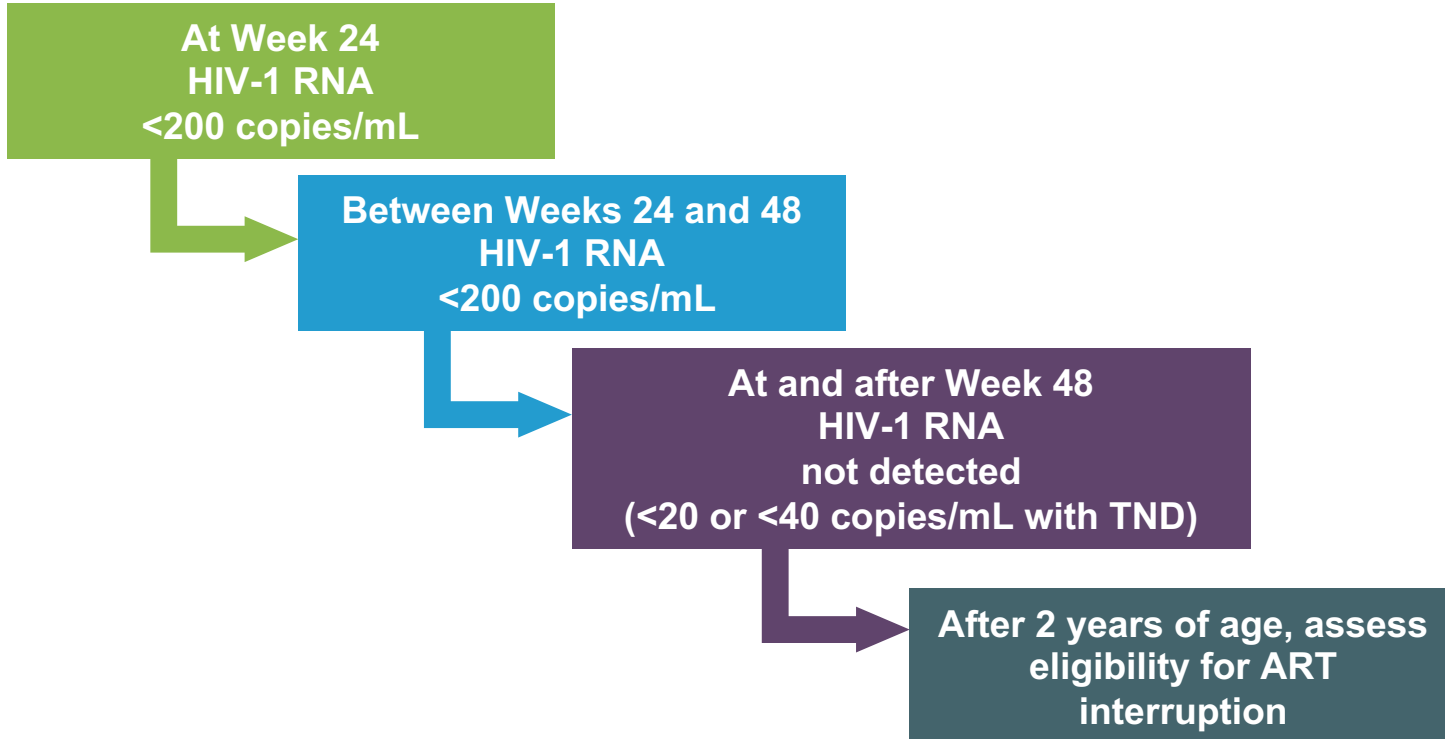 At Week 24
HIV-1 RNA
<200 copies/mL
Between Weeks 24 and 48
HIV-1 RNA
<200 copies/mL
At and after Week 48
HIV-1 RNA
not detected
(<20 or <40 copies/mL with TND)
After 2 years of age, assess
eligibility for ART
interruption